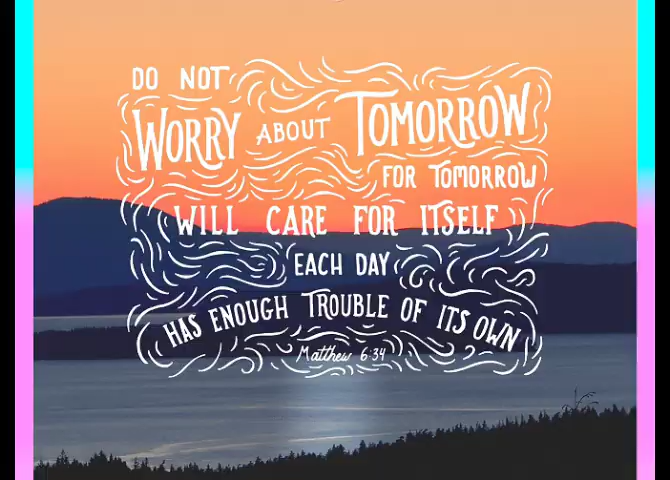 DO NOT
WORRY ABOUT TOMORROW
FOR TOMORROW
WILL CARE FOR ITSELF
EACH DAY
HAS ENOUGH TROUBLE OF ITS OWN
Matthew 6:34